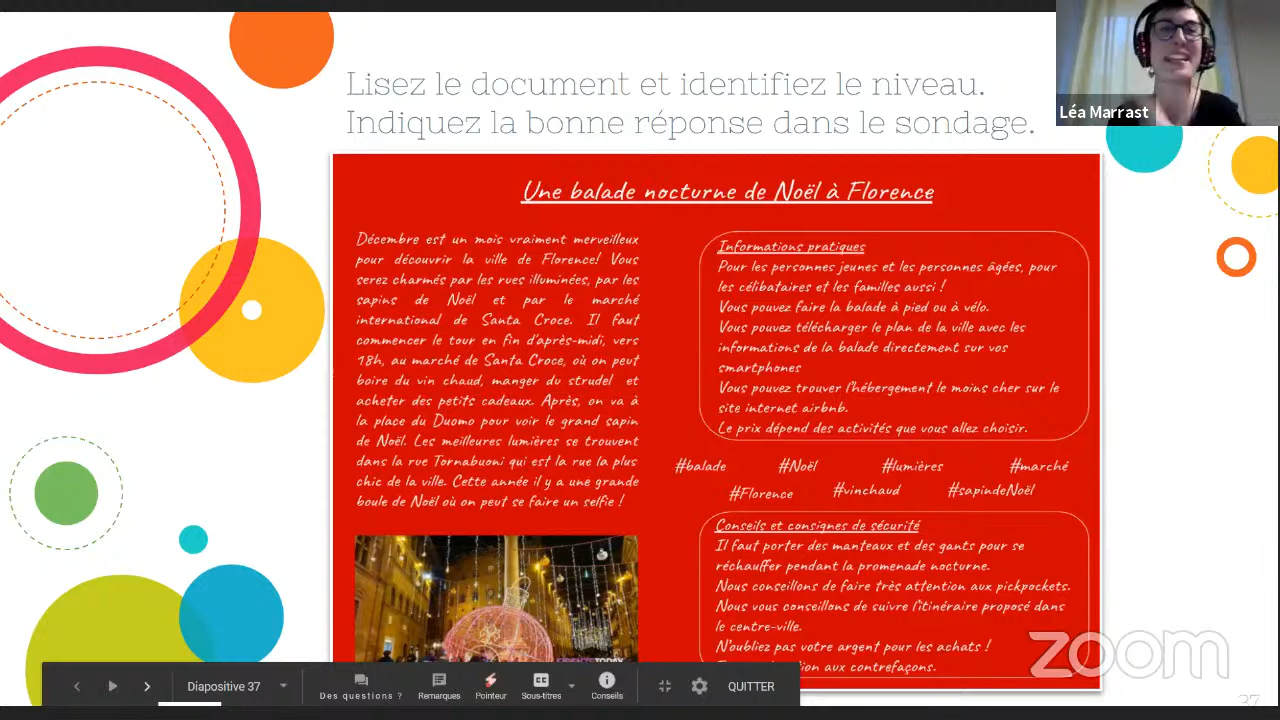 Lisez le document et identifiez le niveau.
Indiquez la bonne réponse dans le sondage.
Léa Marrast
Une balade nocturne de Noël à Florence
Décembre est un mois vraiment merveilleux
pour découvrir la ville de Florence! Vous
serez charmés par les rues illuminées, par les
sapins de Noël et par le marché
international de Santa Croce. Il faut
commencer le tour en fin d'après-midi, vers
18h, au marché de Santa Croce, où on peut
boire du vin chaud, manger du strudel et
acheter des petits cadeaux. Après, on va à
la place du Duomo pour voir le grand sapin
de Noël. Les meilleures lumières se trouvent
dans la rue Tornabuoni qui est la rue la plus
chic de la ville. Cette année il y a une grande
boule de Noël où on peut se faire un selfie !
Informations pratiques
Pour les personnes jeunes et les personnes âgées, pour
les célibataires et les familles aussi !
Vous pouvez faire la balade à pied ou à vélo.
Vous pouvez télécharger le plan de la ville avec les
informations de la balade directement sur vos
smartphones
Vous pouvez trouver l'hébergement le moins cher sur le
site internet airbnb.
Le prix dépend des activités que vous allez choisir.
#balade #Noël #lumières #marché
#Florence #vinchaud #sapindeNoël
Conseils et consignes de sécurité
Il faut porter des manteaux et des gants pour se
réchauffer pendant la promenade nocturne.
Nous conseillons de faire très attention aux pickpockets.
Nous vous conseillons de suivre l'itinéraire proposé dans
le centre-ville.
N'oubliez pas votre argent pour les achats !
aux contrefaçons.
zoom
Diapositive 37
Des questions ?
Remarques
Pointeur
Sous-titres
Conseils
QUITTER
37